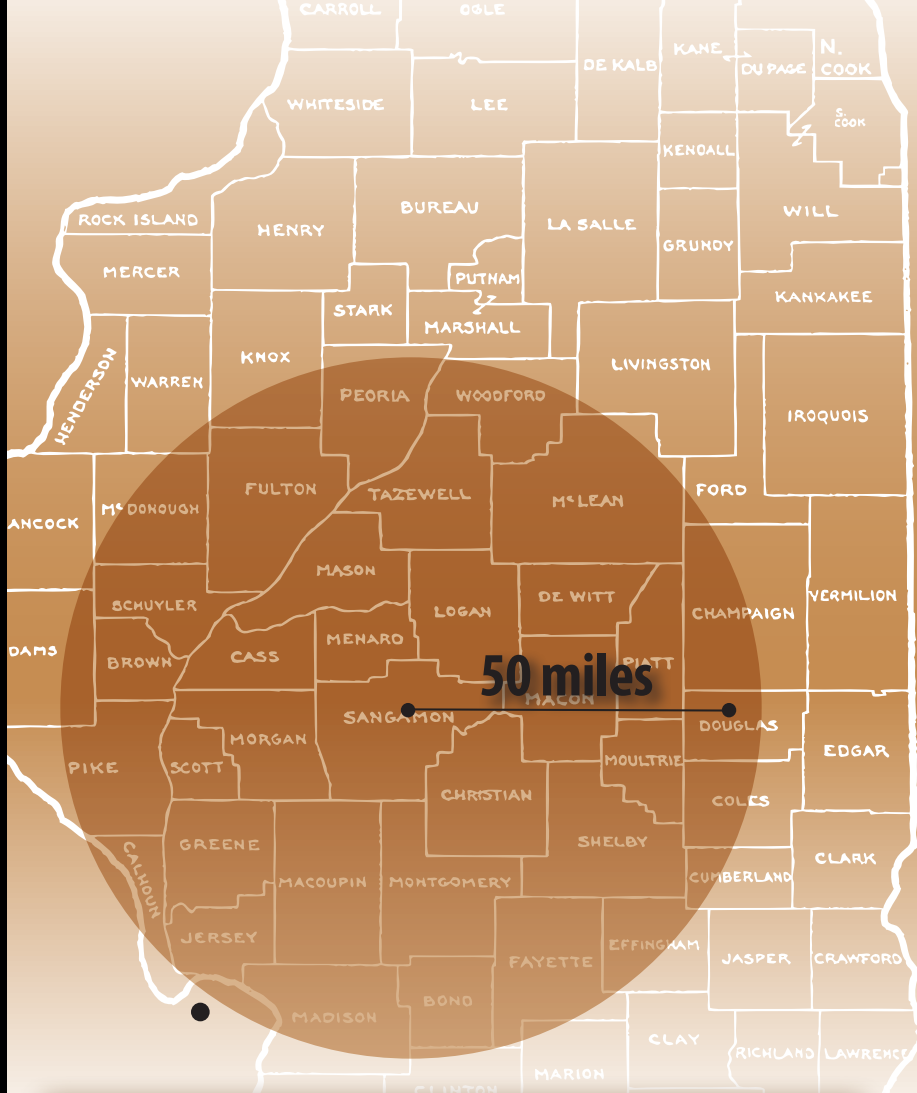 CARROLL
OGLE
DE KALB
KANE
DU PAGE
N.
COOK
WHITESIDE
LEE
S.
COOK
KENDALL
ROCK ISLAND
HENRY
BUREAU
LA SALLE
GRUNDY
WILL
MERCER
PUTNAM
KANKAKEE
STARK
MARSHALL
HENDERSON
WARREN
KNOX
LIVINGSTON
PEORIA
WOODFORD
IROQUOIS
ANCOCK
McDONOUGH
FULTON
TAZEWELL
McLEAN
FORD
MASON
SCHUYLER
LOGAN
DE WITT
CHAMPAIGN
VERMILION
DAMS
BROWN
CASS
MENARD
PIATT
50 miles
MACON
SANGAMON
DOUGLAS
MORGAN
EDGAR
PIKE
SCOTT
MOULTRIE
CHRISTIAN
COLES
GREENE
SHELBY
CALHOUN
MACOUPIN
MONTGOMERY
CUMBERLAND
CLARK
JERSEY
EFFINGHAM
FAYETTE
JASPER
CRAWFORD
BOND
MADISON
CLAY
RICHLAND
LAWRENCE
MARION
CLINTON